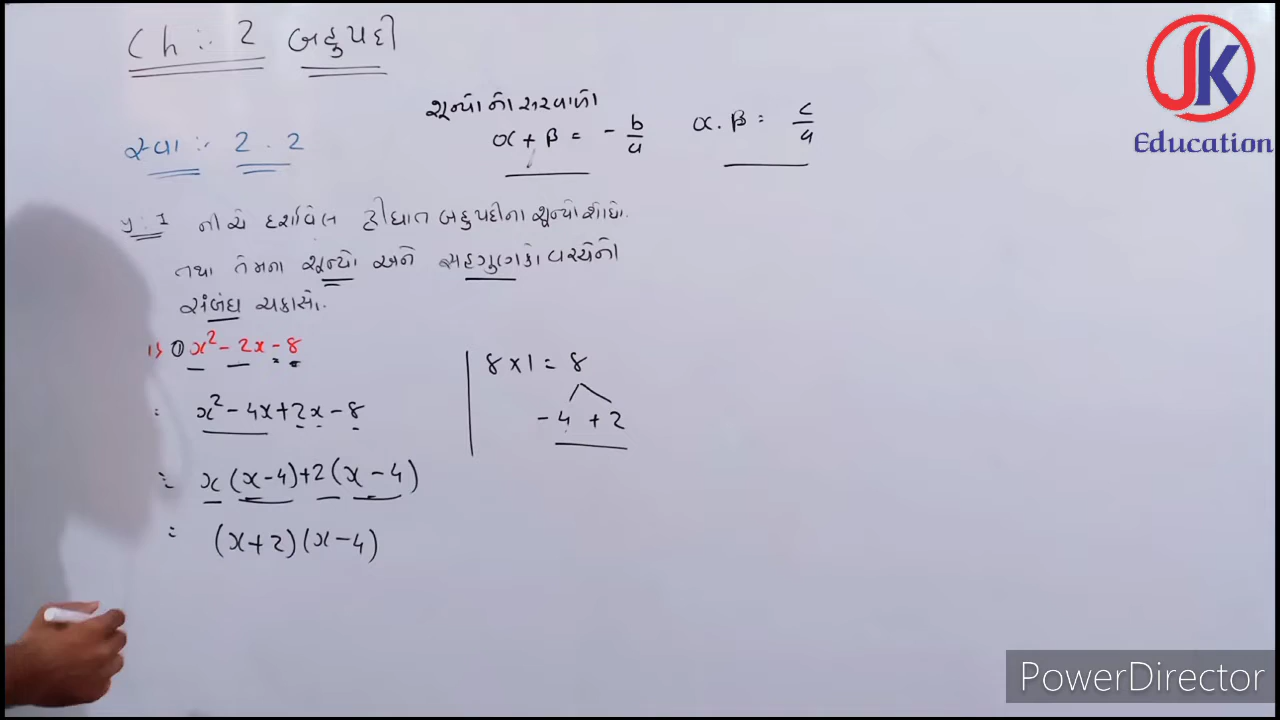 Ch :- 2 બહુપદી
શૂન્યોનો સરવાળો
α + β = - b/a α . β = c/a
સ્વા :- 2.2
પ્ર:1 નીચે દર્શાવેલ દ્વિઘાત બહુપદીના શૂન્યો શોધો.
તથા તેમના શૂન્યો અને સહગુણકો વચ્ચેનો
સંબંધ ચકાસો.
1) ① x² - 2x - 8
= x² - 4x + 2x - 8
= x (x - 4) + 2 (x - 4)
= (x + 2) (x - 4)
8 × 1 = 8
- 4 + 2
JK
Education
PowerDirector